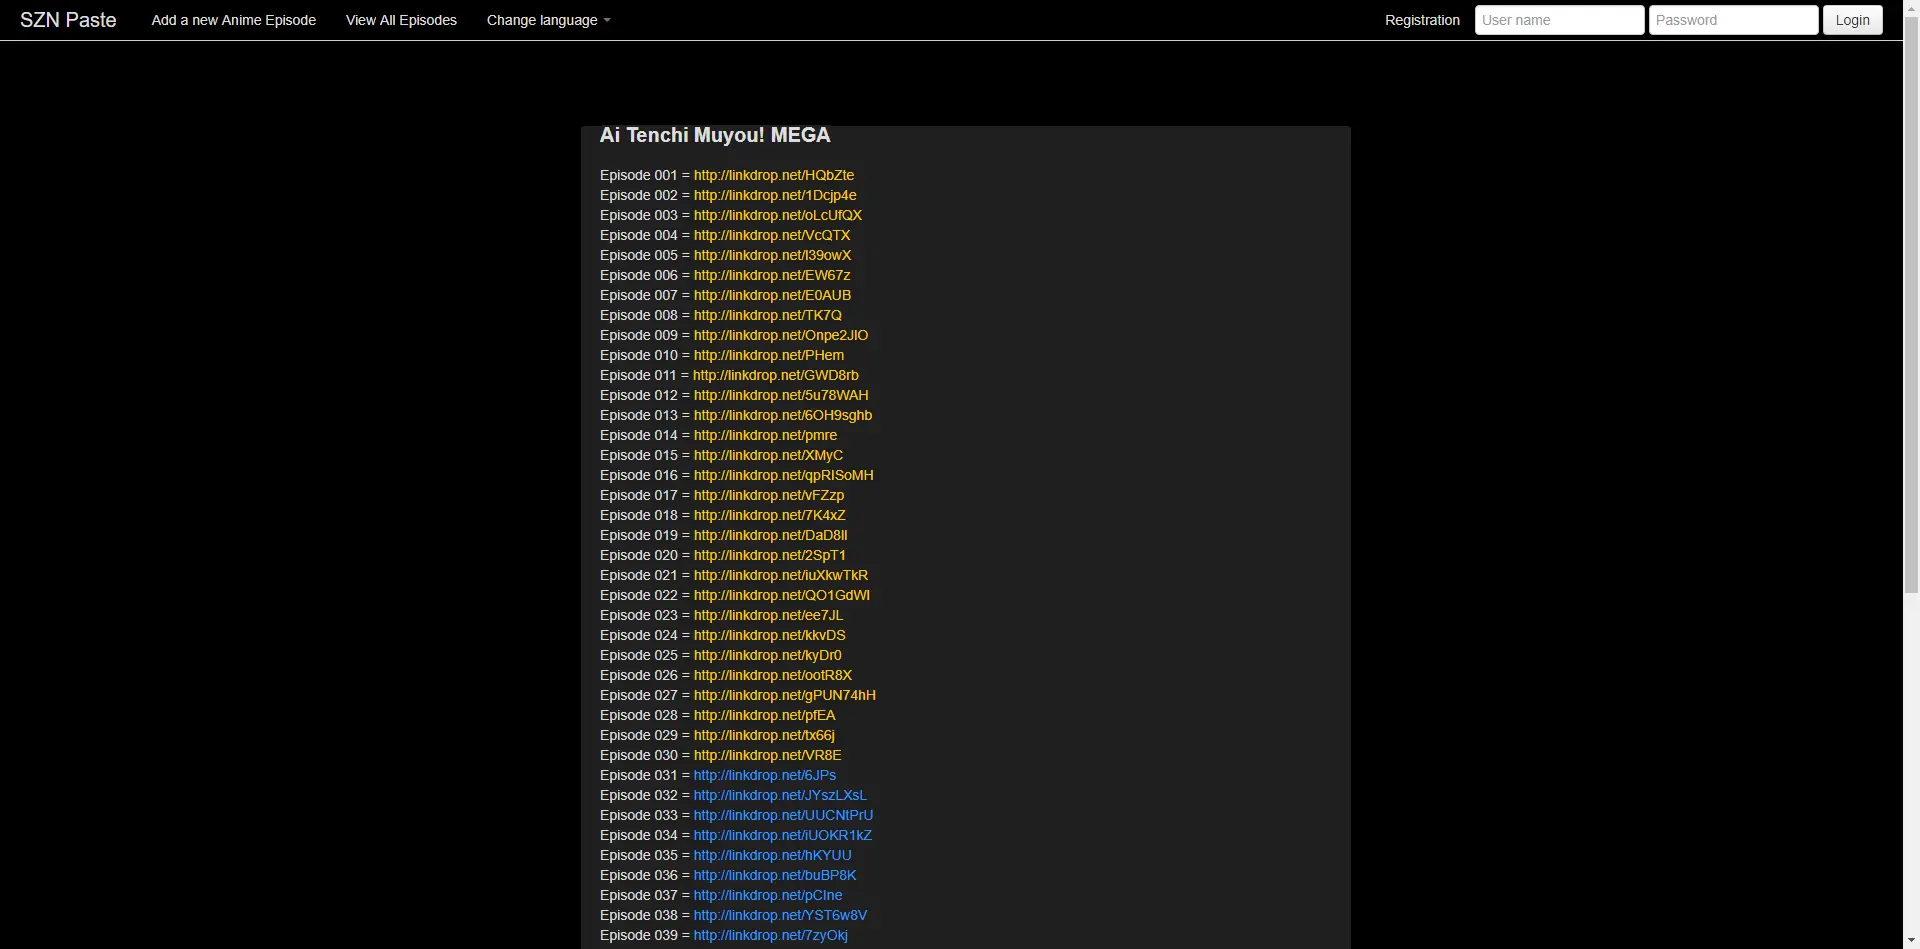 SZN Paste Add a new Anime Episode View All Episodes Change language Registration User name Password Login
Ai Tenchi Muyou! MEGA
Episode 001 = http://linkdrop.net/HQbZte
Episode 002 = http://linkdrop.net/1Dcjp4e
Episode 003 = http://linkdrop.net/oLcUfQX
Episode 004 = http://linkdrop.net/VcQTX
Episode 005 = http://linkdrop.net/l39owX
Episode 006 = http://linkdrop.net/EW67z
Episode 007 = http://linkdrop.net/E0AUB
Episode 008 = http://linkdrop.net/TK7Q
Episode 009 = http://linkdrop.net/Onpe2JlO
Episode 010 = http://linkdrop.net/PHem
Episode 011 = http://linkdrop.net/GWD8rb
Episode 012 = http://linkdrop.net/5u78WAH
Episode 013 = http://linkdrop.net/6OH9sghb
Episode 014 = http://linkdrop.net/pmre
Episode 015 = http://linkdrop.net/XMyC
Episode 016 = http://linkdrop.net/qpRISoMH
Episode 017 = http://linkdrop.net/vFZzp
Episode 018 = http://linkdrop.net/7K4xZ
Episode 019 = http://linkdrop.net/DaD8lI
Episode 020 = http://linkdrop.net/2SpT1
Episode 021 = http://linkdrop.net/iuXkwTkR
Episode 022 = http://linkdrop.net/QO1GdWI
Episode 023 = http://linkdrop.net/ee7JL
Episode 024 = http://linkdrop.net/kkvDS
Episode 025 = http://linkdrop.net/kyDr0
Episode 026 = http://linkdrop.net/ootR8X
Episode 027 = http://linkdrop.net/gPUN74hH
Episode 028 = http://linkdrop.net/pfEA
Episode 029 = http://linkdrop.net/tx66j
Episode 030 = http://linkdrop.net/VR8E
Episode 031 = http://linkdrop.net/6JPs
Episode 032 = http://linkdrop.net/JYszLXsL
Episode 033 = http://linkdrop.net/UUCNtPrU
Episode 034 = http://linkdrop.net/iUOKR1kZ
Episode 035 = http://linkdrop.net/hKYUU
Episode 036 = http://linkdrop.net/buBP8K
Episode 037 = http://linkdrop.net/pCIne
Episode 038 = http://linkdrop.net/YST6w8V
Episode 039 = http://linkdrop.net/7zyOkj